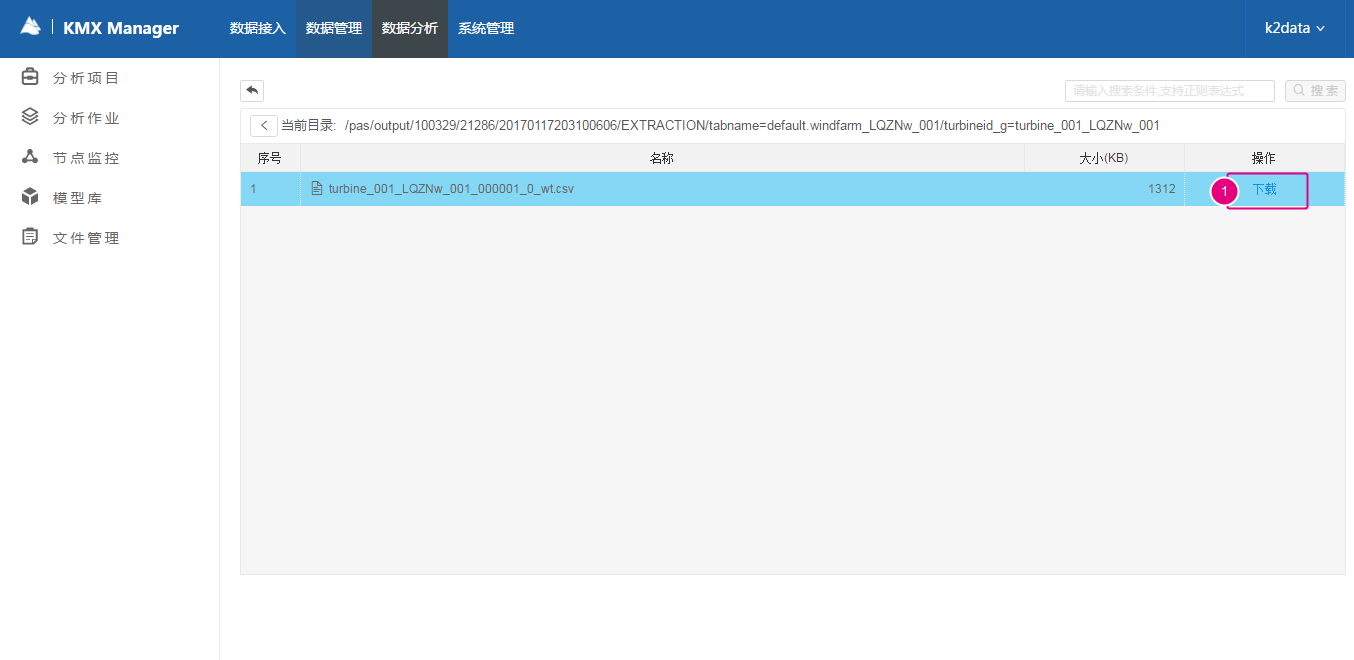 KMX Manager 数据接入 数据管理 数据分析 系统管理 k2data
分析项目
分析作业
节点监控
模型库
文件管理
请输入搜索条件,支持正则表达式 搜索
当前目录: /pas/output/100329/21286/20170117203100606/EXTRACTION/tabname=default.windfarm_LQZNw_001/turbineid_g=turbine_001_LQZNw_001
序号 名称 大小(KB) 操作
1 turbine_001_LQZNw_001_000001_0_wt.csv 1312 1 下载